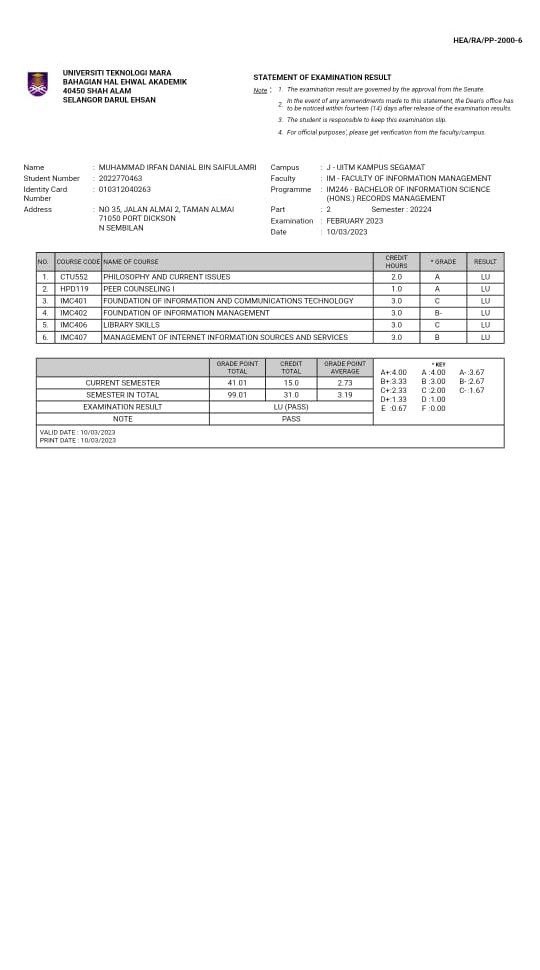 HEA/RA/PP-2000-6
UNIVERSITI TEKNOLOGI MARA
BAHAGIAN HAL EHWAL AKADEMIK
40450 SHAH ALAM
SELANGOR DARUL EHSAN
STATEMENT OF EXAMINATION RESULT
Note : 1. The examination result are governed by the approval from the Senate.
2. In the event of any ammendments made to this statement, the Dean's office has
to be noticed within fourteen (14) days after release of the examination results.
3. The student is responsible to keep this examination slip.
4. For official purposes', please get verification from the faculty/campus.
Name : MUHAMMAD IRFAN DANIAL BIN SAIFULAMRI
Student Number : 2022770463
Identity Card : 010312040263
Number
Address : NO 35, JALAN ALMAI 2, TAMAN ALMAI
71050 PORT DICKSON
N SEMBILAN
Campus : J - UITM KAMPUS SEGAMAT
Faculty : IM - FACULTY OF INFORMATION MANAGEMENT
Programme : IM246 - BACHELOR OF INFORMATION SCIENCE
(HONS.) RECORDS MANAGEMENT
Part : 2 Semester : 20224
Examination : FEBRUARY 2023
Date : 10/03/2023
NO. COURSE CODE NAME OF COURSE CREDIT HOURS * GRADE RESULT
1. CTU552 PHILOSOPHY AND CURRENT ISSUES 2.0 A LU
2. HPD119 PEER COUNSELING I 1.0 A LU
3. IMC401 FOUNDATION OF INFORMATION AND COMMUNICATIONS TECHNOLOGY 3.0 C LU
4. IMC402 FOUNDATION OF INFORMATION MANAGEMENT 3.0 B- LU
5. IMC406 LIBRARY SKILLS 3.0 C LU
6. IMC407 MANAGEMENT OF INTERNET INFORMATION SOURCES AND SERVICES 3.0 B LU
GRADE POINT TOTAL CREDIT TOTAL GRADE POINT AVERAGE
CURRENT SEMESTER 41.01 15.0 2.73
SEMESTER IN TOTAL 99.01 31.0 3.19
EXAMINATION RESULT LU (PASS)
NOTE PASS
* KEY
A+:4.00 A :4.00 A-:3.67
B+:3.33 B :3.00 B-:2.67
C+:2.33 C :2.00 C-:1.67
D+:1.33 D :1.00
E :0.67 F :0.00
VALID DATE : 10/03/2023
PRINT DATE : 10/03/2023